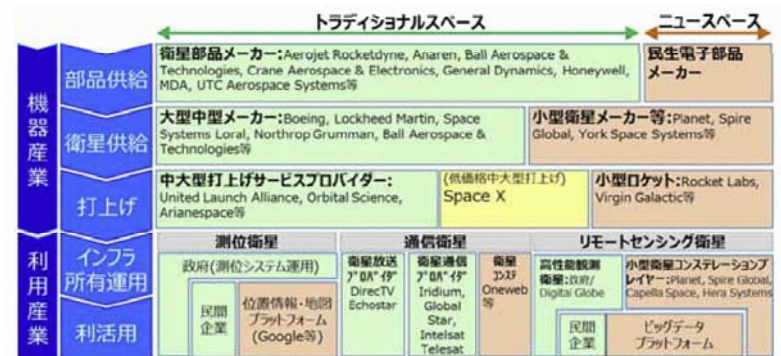 トラディショナルスペース
ニュースペース
機器産業
部品供給
衛星部品メーカー:Aerojet Rocketdyne, Anaren, Ball Aerospace &
Technologies, Crane Aerospace & Electronics, General Dynamics, Honeywell,
MDA, UTC Aerospace Systems等
民生電子部品
メーカー
衛星供給
大型中型メーカー:Boeing, Lockheed Martin, Space
Systems Loral, Northrop Grumman, Ball Aerospace &
Technologies等
小型衛星メーカー等:Planet, Spire
Global, York Space Systems等
打上げ
中大型打上げサービスプロバイダー:
United Launch Alliance, Orbital Science,
Arianespace等
(低価格中大型打上げ)
Space X
小型ロケット:Rocket Labs,
Virgin Galactic等
利用産業
インフラ
所有運用
利活用
測位衛星
政府(測位システム運用)
民間
企業
位置情報・地図
プラットフォーム
(Google等)
通信衛星
衛星放送
プロバイダ
DirecTV
Echostar
衛星通信
プロバイダ
Iridium,
Global
Star,
Intelsat
Telesat
衛星
コンステ
Oneweb
等
リモートセンシング衛星
高性能観測
衛星:政府/
Digital Globe
小型衛星コンステレーションプ
レイヤー:Planet, Spire Global,
Capella Space, Hera Systems
民間
企業
ビッグデータ
プラットフォーム